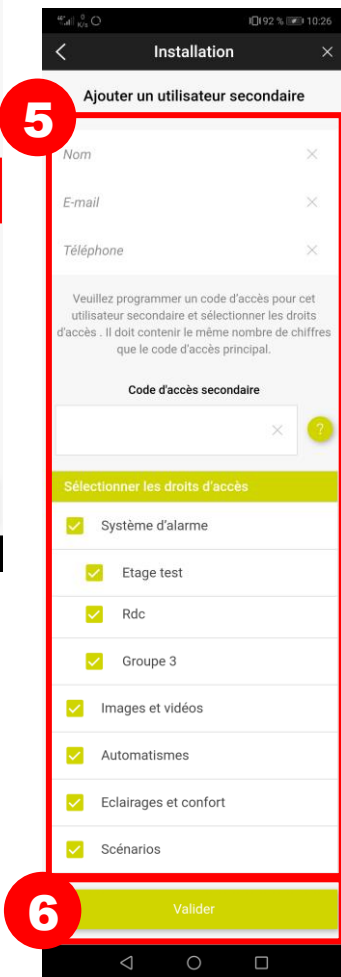 0 K/s 92 % 10:26
Installation
Ajouter un utilisateur secondaire
5
Nom
E-mail
Téléphone
Veuillez programmer un code d'accès pour cet
utilisateur secondaire et sélectionner les droits
d'accès . Il doit contenir le même nombre de chiffres
que le code d'accès principal.
Code d'accès secondaire
?
Sélectionner les droits d'accès
Système d'alarme
Etage test
Rdc
Groupe 3
Images et vidéos
Automatismes
Eclairages et confort
Scénarios
6
Valider